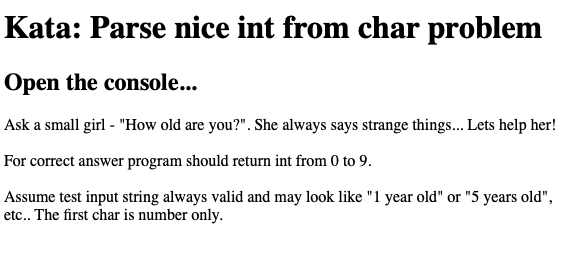 Kata: Parse nice int from char problem
Open the console...
Ask a small girl - "How old are you?". She always says strange things... Lets help her!
For correct answer program should return int from 0 to 9.
Assume test input string always valid and may look like "1 year old" or "5 years old",
etc.. The first char is number only.